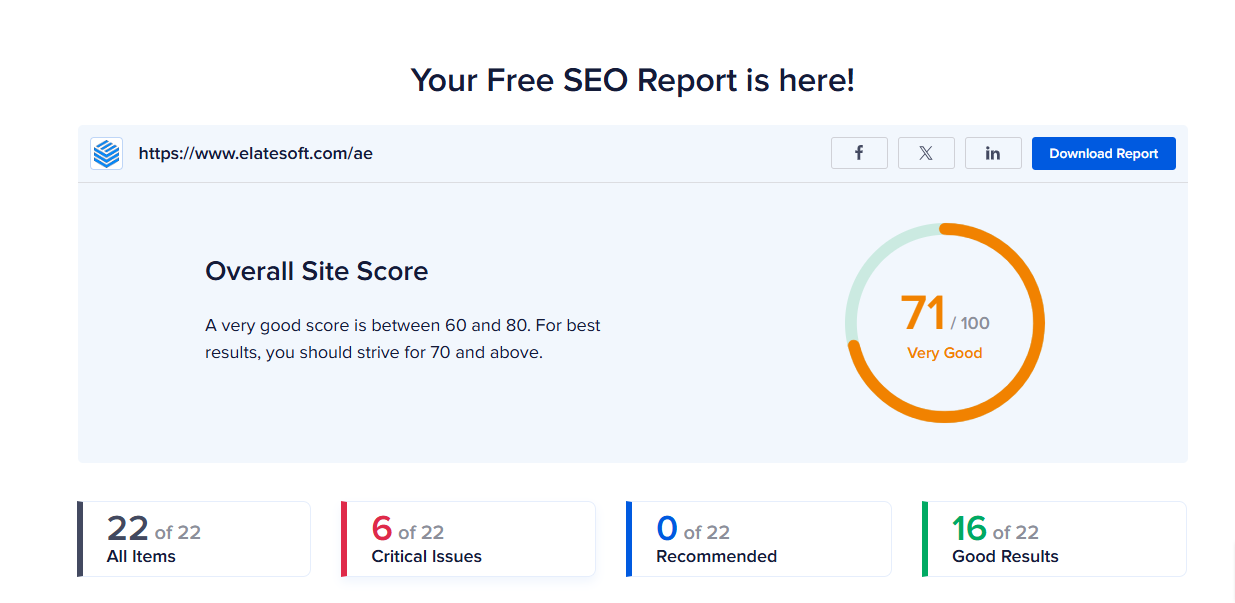 Your Free SEO Report is here!
https://www.elatesoft.com/ae
f
X
in
Download Report
Overall Site Score
A very good score is between 60 and 80. For best
results, you should strive for 70 and above.
71 / 100
Very Good
22 of 22
All Items
6 of 22
Critical Issues
0 of 22
Recommended
16 of 22
Good Results